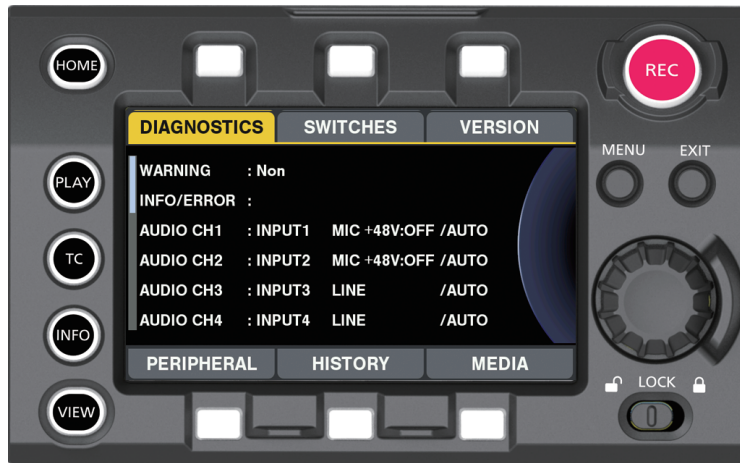 HOME
REC
DIAGNOSTICS SWITCHES VERSION
MENU EXIT
PLAY
WARNING : Non
INFO/ERROR :
AUDIO CH1 : INPUT1 MIC +48V:OFF /AUTO
TC
AUDIO CH2 : INPUT2 MIC +48V:OFF /AUTO
AUDIO CH3 : INPUT3 LINE /AUTO
AUDIO CH4 : INPUT4 LINE /AUTO
INFO
PERIPHERAL HISTORY MEDIA
LOCK
VIEW